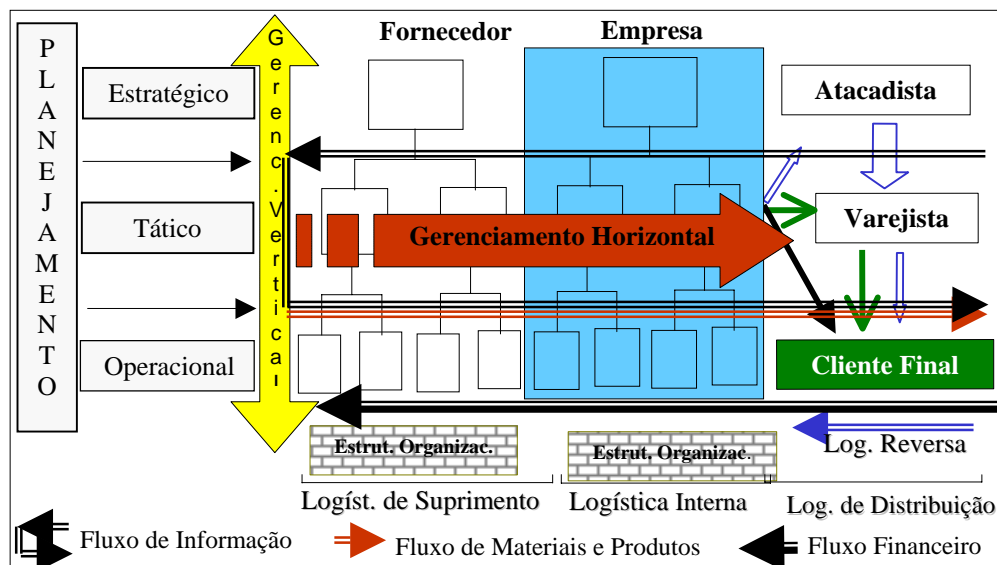 PLANEJAMENTO
Estratégico
Tático
Operacional
Gerenc.Vertical
Fornecedor
Empresa
Atacadista
Varejista
Gerenciamento Horizontal
Cliente Final
Estrut. Organizac.
Estrut. Organizac.
Log. Reversa
Logíst. de Suprimento
Logística Interna
Log. de Distribuição
Fluxo de Informação
Fluxo de Materiais e Produtos
Fluxo Financeiro